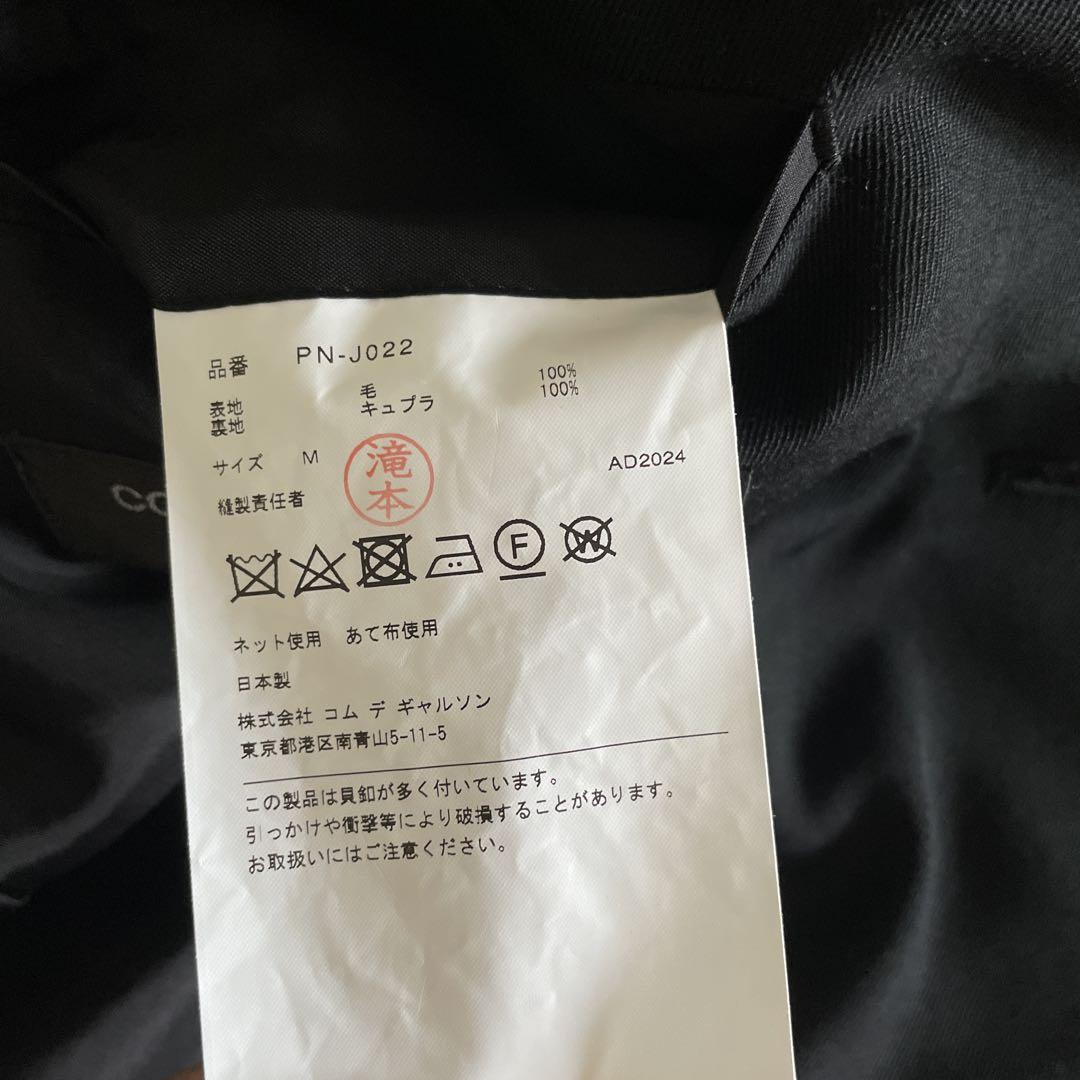 品番 PN-J022
表地 毛 100%
裏地 キュプラ 100%
サイズ M AD2024
縫製責任者 滝本
F W
ネット使用 あて布使用
日本製
株式会社 コム デ ギャルソン
東京都港区南青山5-11-5
この製品は貝釦が多く付いています。
引っかけや衝撃等により破損することがあります。
お取扱いにはご注意ください。
CO